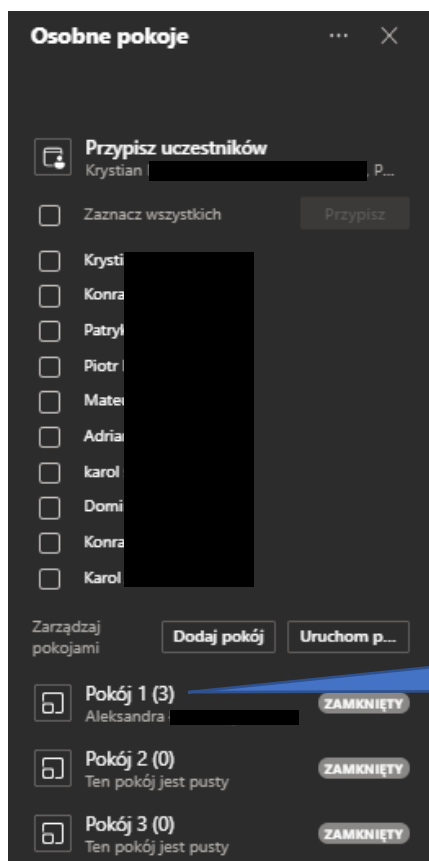 Osobne pokoje
Przypisz uczestników
Krystian , P...
Zaznacz wszystkich Przypisz
Krysti
Konra
Patryk
Piotr
Mateu
Adria
karol
Domi
Konra
Karol
Zarządzaj pokojami
Dodaj pokój Uruchom p...
Pokój 1 (3)
Aleksandra
ZAMKNIĘTY
Pokój 2 (0)
Ten pokój jest pusty
ZAMKNIĘTY
Pokój 3 (0)
Ten pokój jest pusty
ZAMKNIĘTY